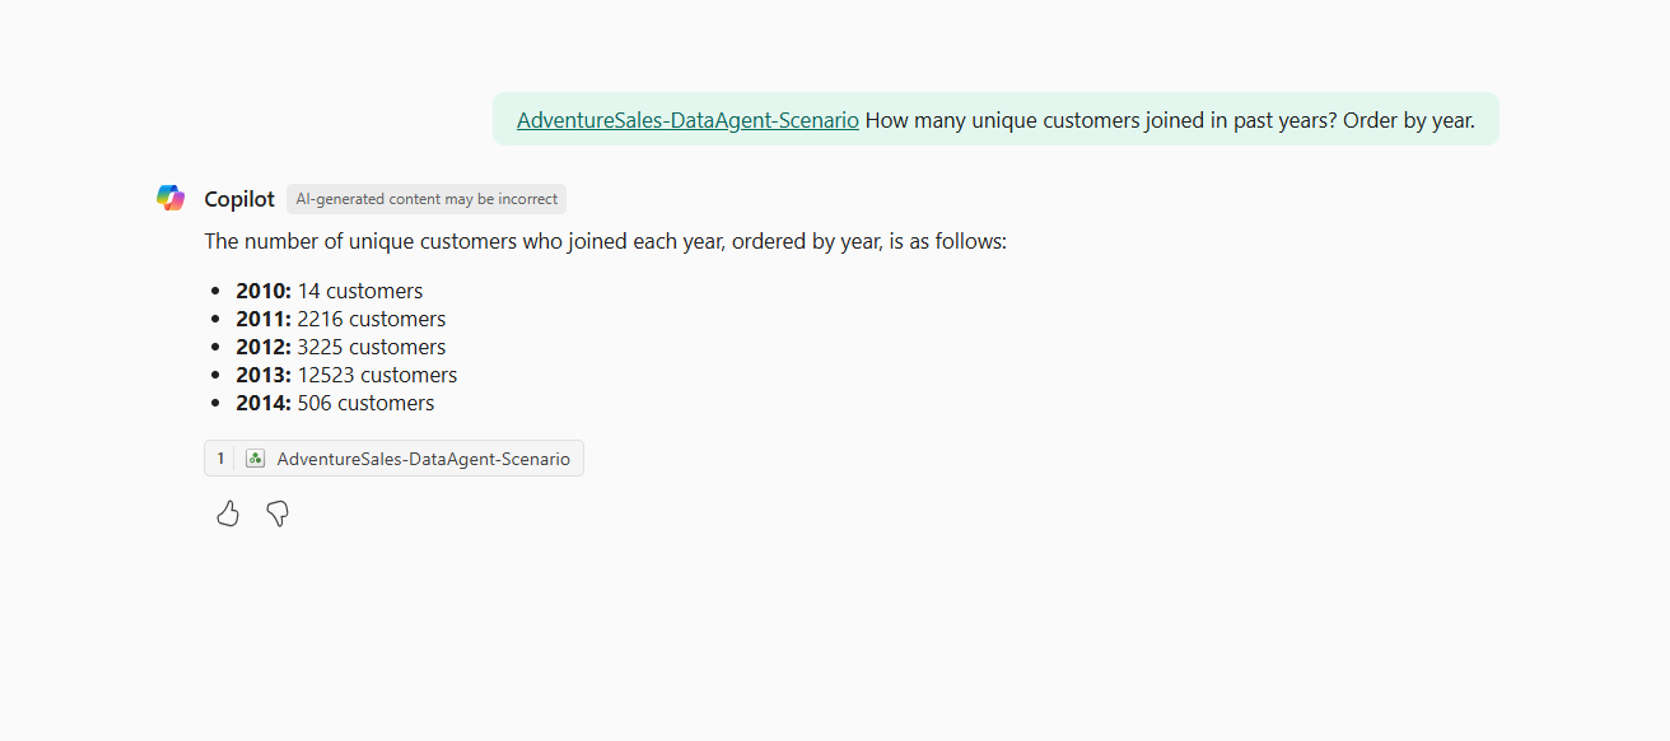 AdventureSales-DataAgent-Scenario How many unique customers joined in past years? Order by year.
Copilot AI-generated content may be incorrect
The number of unique customers who joined each year, ordered by year, is as follows:
• 2010: 14 customers
• 2011: 2216 customers
• 2012: 3225 customers
• 2013: 12523 customers
• 2014: 506 customers
1 AdventureSales-DataAgent-Scenario